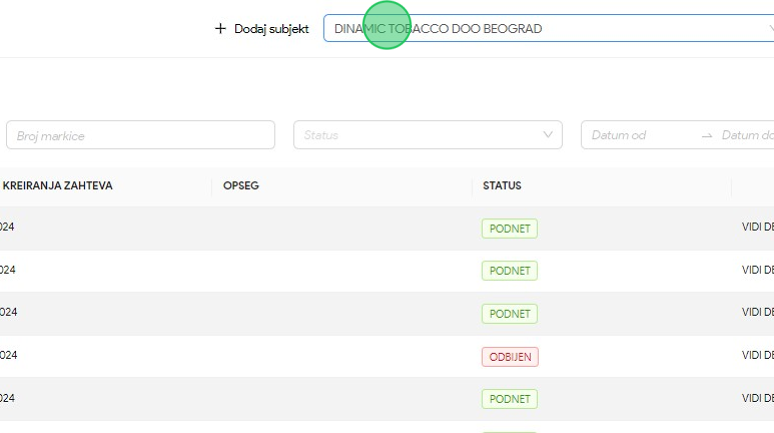 + Dodaj subjekt DINAMIC TOBACCO DOO BEOGRAD
Broj markice Status Datum od → Datum do
KREIRANJA ZAHTEVA OPSEG STATUS
024 PODNET VIDI DE
024 PODNET VIDI DE
024 PODNET VIDI DE
024 ODBIJEN VIDI DE
024 PODNET VIDI DE